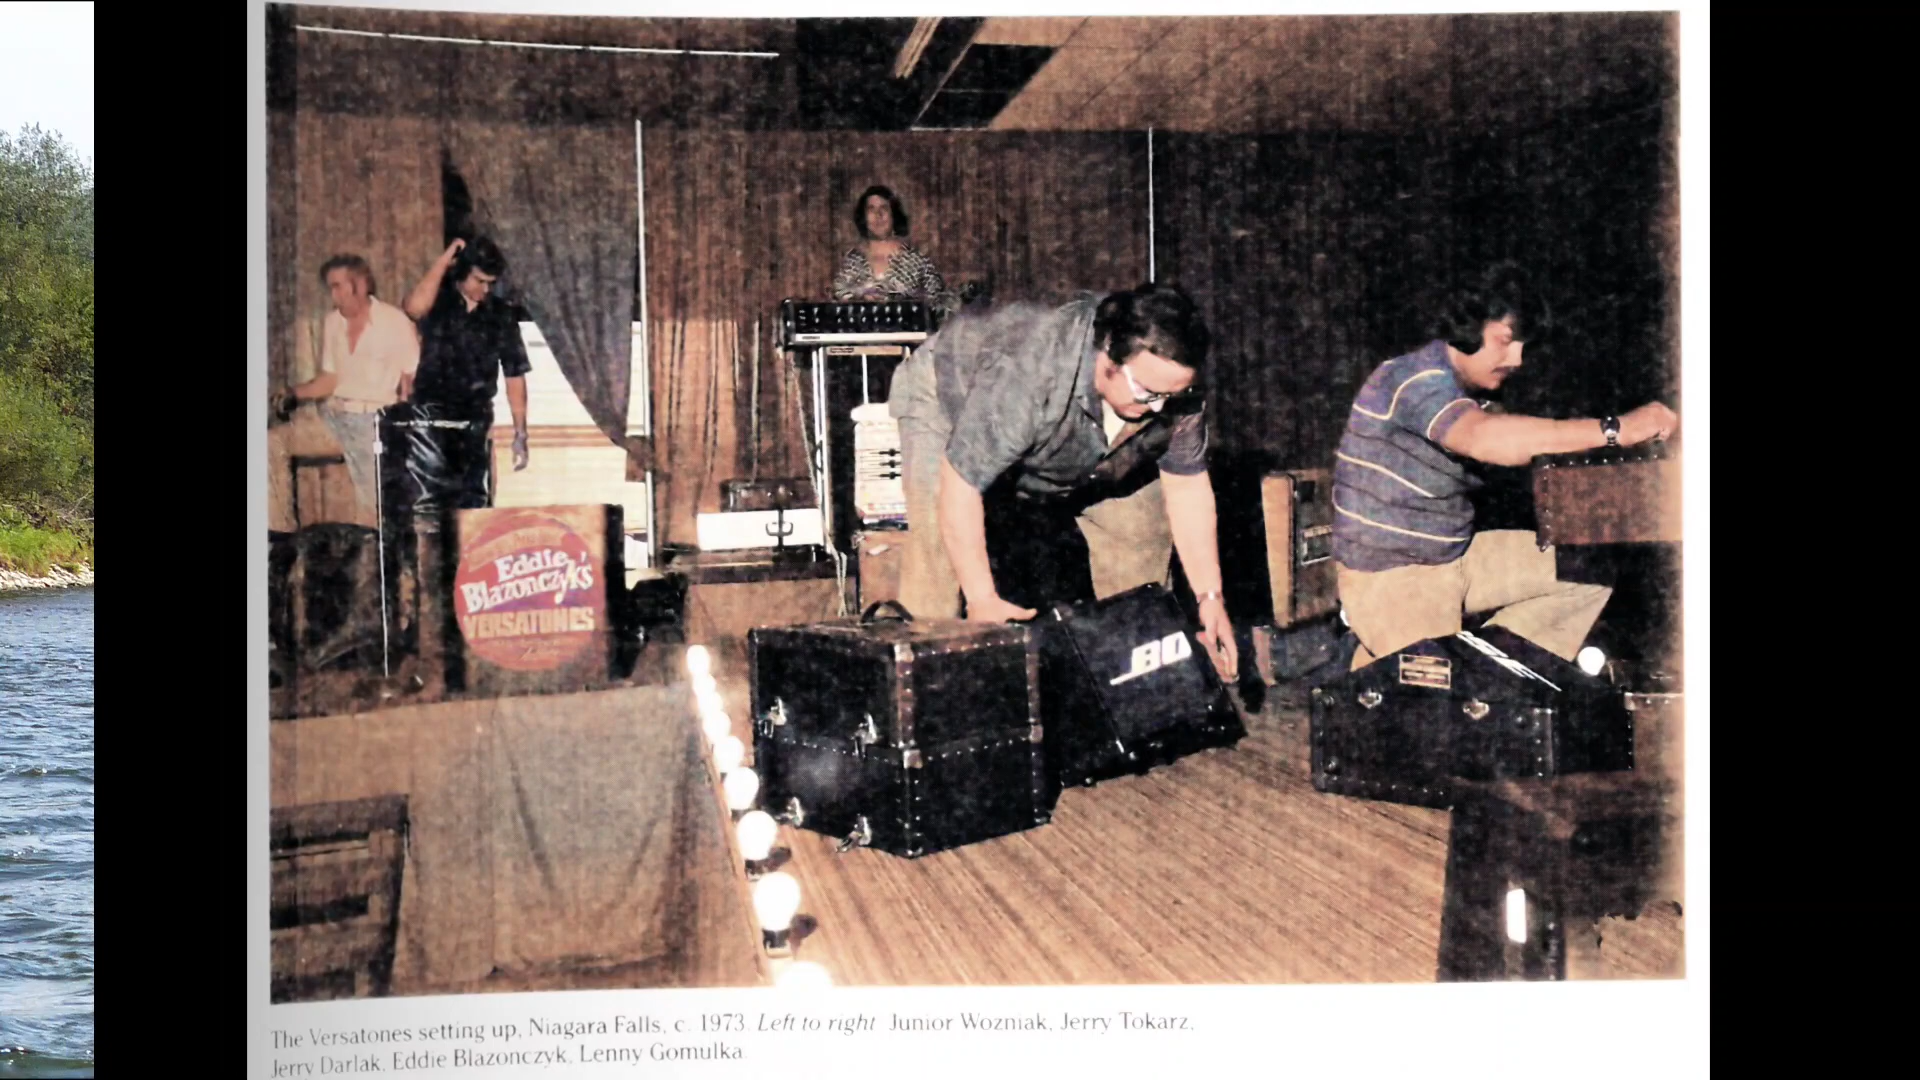 Eddie
Blazonczyk's
VERSATONES
BO
The Versatones setting up, Niagara Falls, c. 1973. Left to right Junior Wozniak, Jerry Tokarz,
Jerry Darlak, Eddie Blazonczyk, Lenny Gomulka.